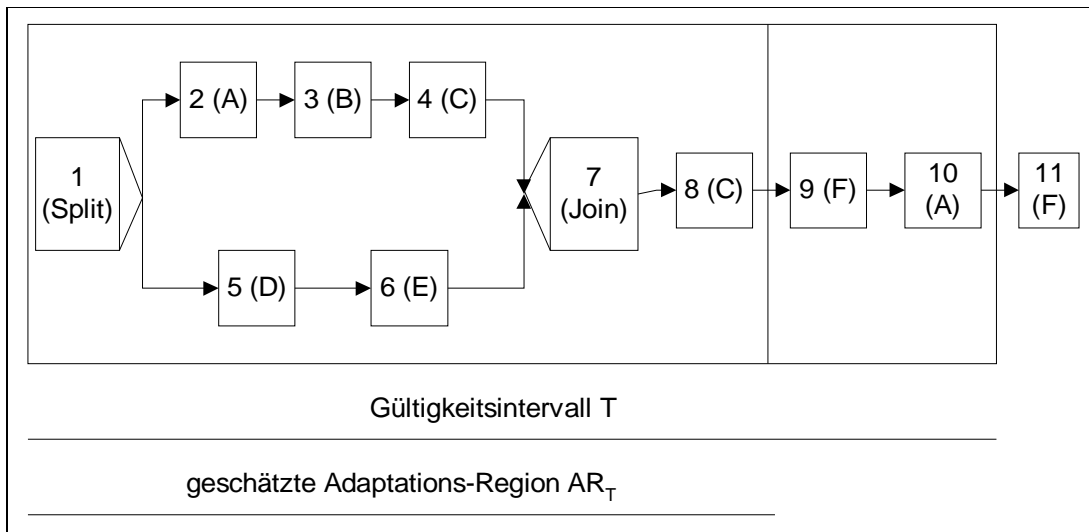 2 (A)
3 (B)
4 (C)
1
(Split)
7
(Join)
8 (C)
9 (F)
10
(A)
11
(F)
5 (D)
6 (E)
Gültigkeitsintervall T
geschätzte Adaptations-Region AR_T